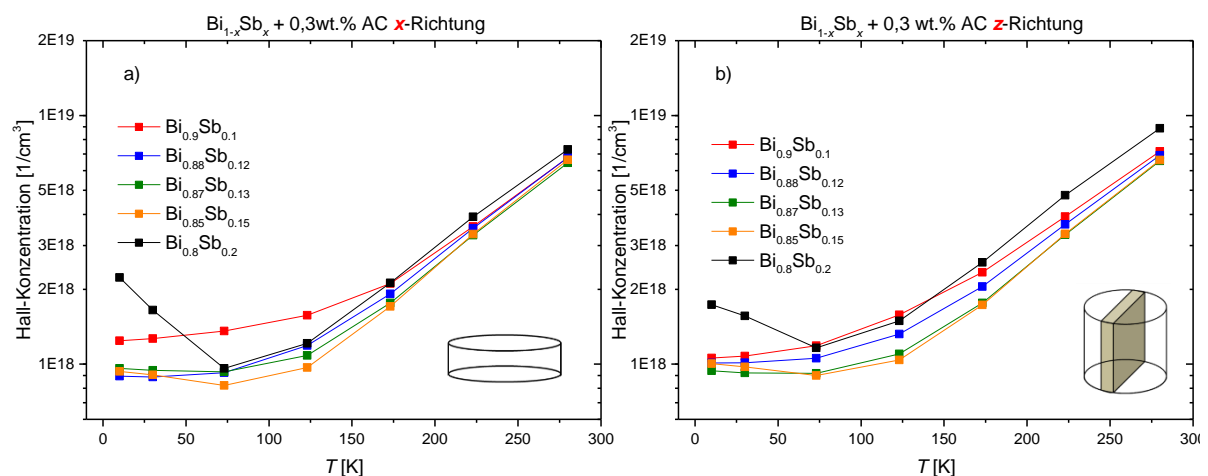 Bi1-xSbx + 0,3wt.% AC x-Richtung
a)
Hall-Konzentration [1/cm³]
2E19
1E19
5E18
3E18
2E18
1E18
Bi0.9Sb0.1
Bi0.88Sb0.12
Bi0.87Sb0.13
Bi0.85Sb0.15
Bi0.8Sb0.2
0 50 100 150 200 250 300
T [K]
Bi1-xSbx + 0,3 wt.% AC z-Richtung
b)
Hall-Konzentration [1/cm³]
2E19
1E19
5E18
3E18
2E18
1E18
Bi0.9Sb0.1
Bi0.88Sb0.12
Bi0.87Sb0.13
Bi0.85Sb0.15
Bi0.8Sb0.2
0 50 100 150 200 250 300
T [K]